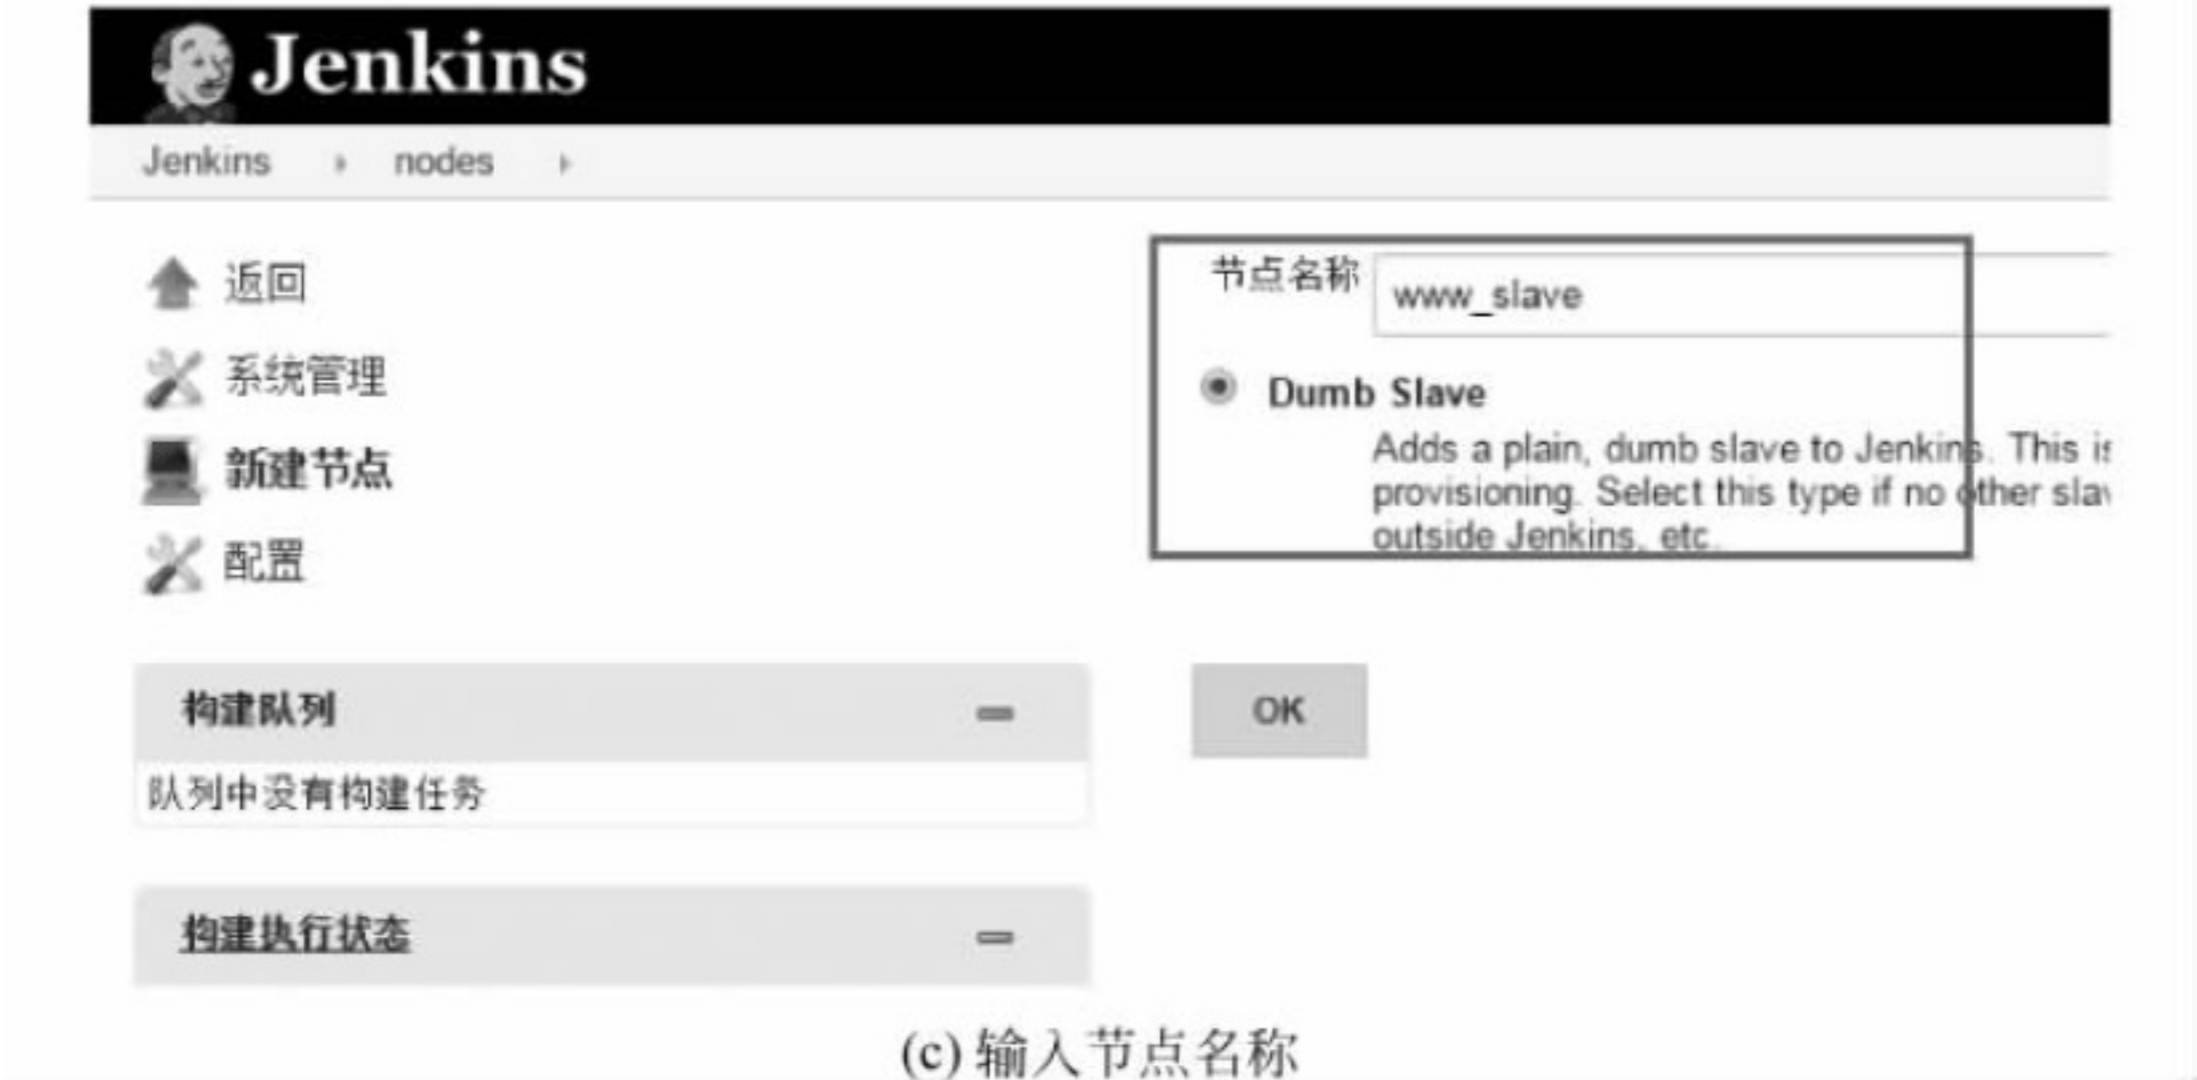 Jenkins
Jenkins nodes
返回
系统管理
新建节点
配置
构建队列
队列中没有构建任务
构建执行状态
节点名称 www_slave
Dumb Slave
Adds a plain, dumb slave to Jenkins. This is
provisioning. Select this type if no other
outside Jenkins, etc.
OK
(c) 输入节点名称